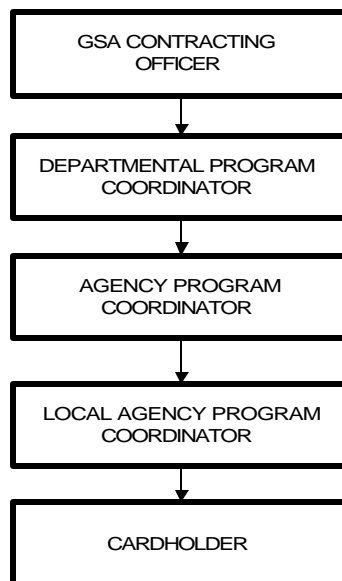 GSA CONTRACTING
OFFICER
DEPARTMENTAL PROGRAM
COORDINATOR
AGENCY PROGRAM
COORDINATOR
LOCAL AGENCY PROGRAM
COORDINATOR
CARDHOLDER